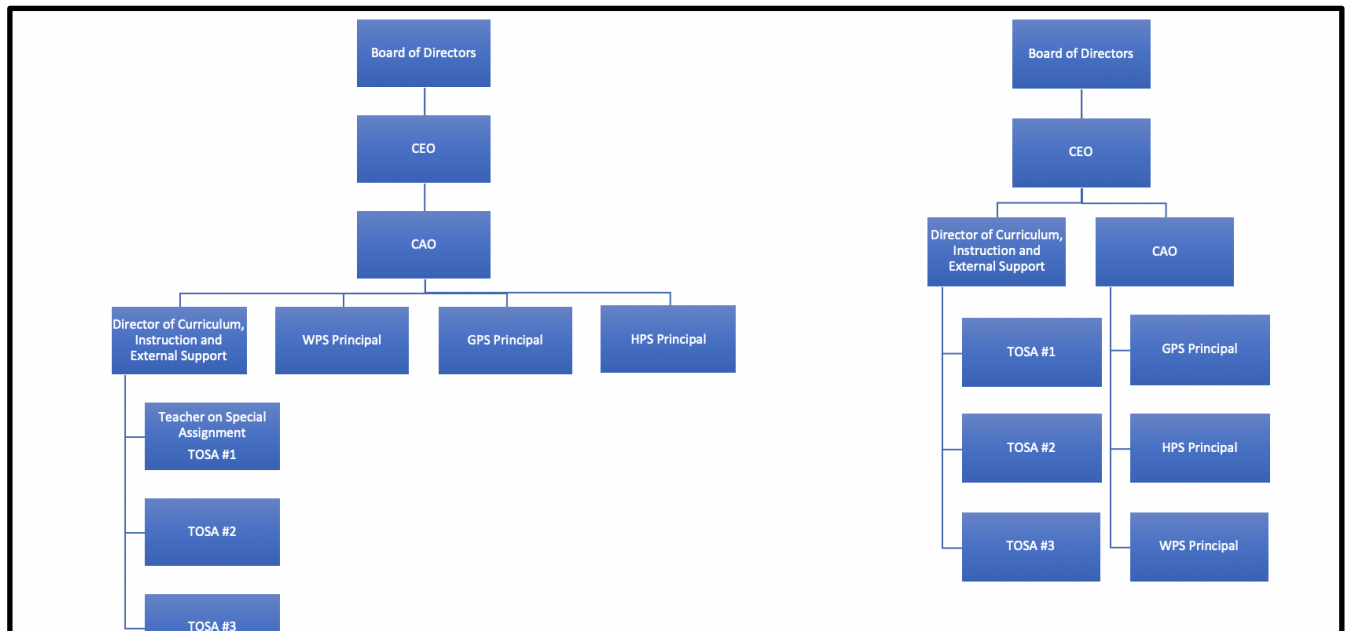 Board of Directors
CEO
CAO
Director of Curriculum,
Instruction and
External Support
WPS Principal
GPS Principal
HPS Principal
Teacher on Special
Assignment
TOSA #1
TOSA #2
TOSA #3
Board of Directors
CEO
Director of Curriculum,
Instruction and
External Support
CAO
TOSA #1
GPS Principal
TOSA #2
HPS Principal
TOSA #3
WPS Principal